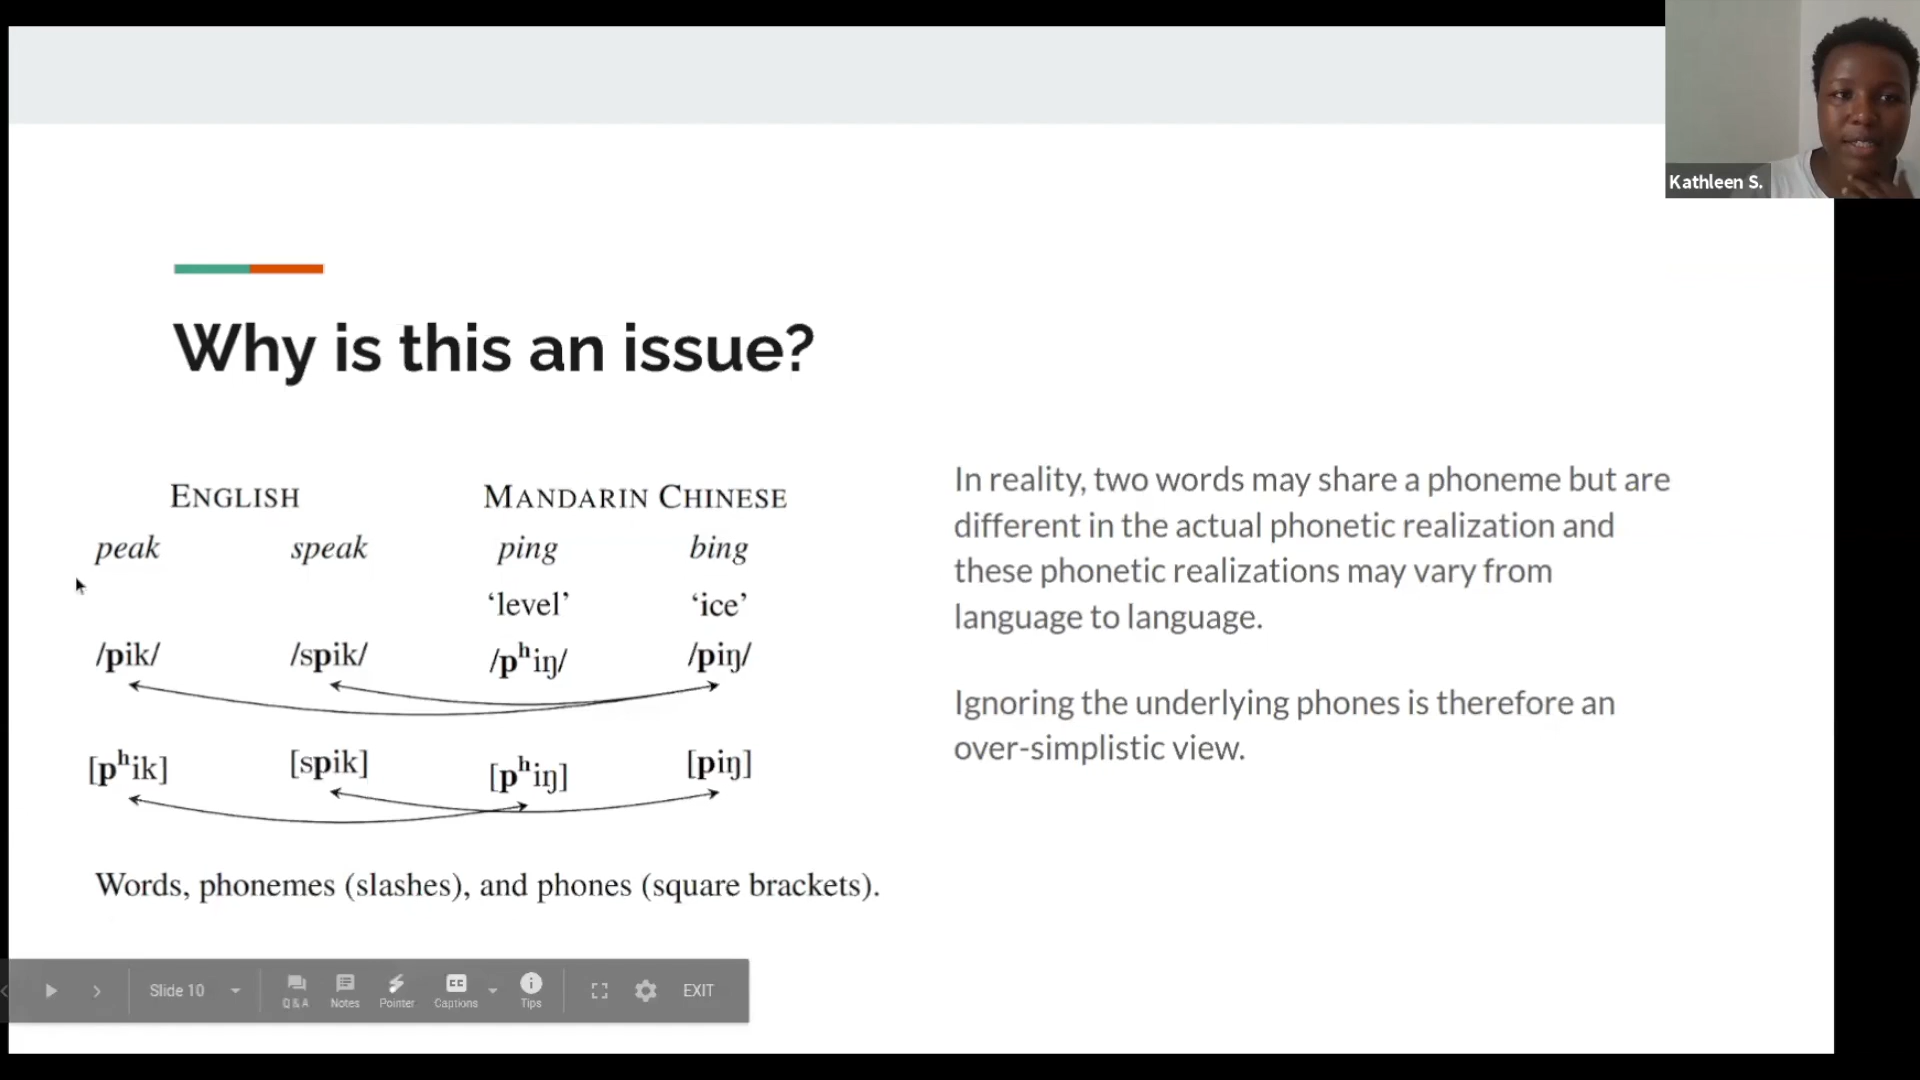 Kathleen S.
Why is this an issue?
ENGLISH MANDARIN CHINESE
peak speak ping bing
‘level’ ‘ice’
/pik/ /spik/ /pʰiŋ/ /piŋ/
[pʰik] [spik] [pʰiŋ] [piŋ]
Words, phonemes (slashes), and phones (square brackets).
In reality, two words may share a phoneme but are
different in the actual phonetic realization and
these phonetic realizations may vary from
language to language.
Ignoring the underlying phones is therefore an
over-simplistic view.
Slide 10 Q&A Notes Pointer CC Captions Tips EXIT